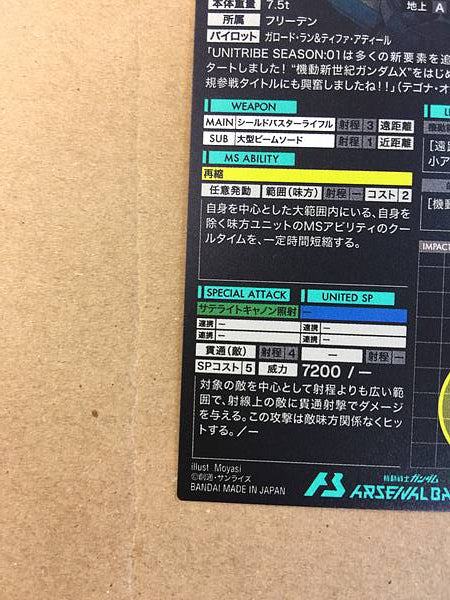 本体重量 7.5t
地上 A
所属 フリーデン
パイロット ガロード・ラン&ティファ・アディール
「UNITRIBE SEASON:01は多くの新要素を追
タートしました! “機動新世紀ガンダムX”をはじめ
規参戦タイトルにも興奮しましたね!!」(テゴナ・オ
WEAPON
MAIN シールドバスターライフル 射程 3 遠距離
SUB 大型ビームソード 射程 1 近距離
MS ABILITY
再縮
任意発動 範囲(味方) 射程 ー コスト 2
自身を中心とした大範囲内にいる、自身を
除く味方ユニットのMSアビリティのクー
ルタイムを、一定時間短縮する。
[遠
小ア
[機
IMPACT
SPECIAL ATTACK UNITED SP
サテライトキャノン照射 ー
連携 ー 連携 ー
連携 ー 連携 ー
貫通(敵) 射程 4 ー 射程 ー
SPコスト 5 威力 7200 / ー
対象の敵を中心として射程よりも広い範
囲で、射線上の敵に貫通射撃でダメージ
を与える。この攻撃は敵味方関係なくヒッ
トする。/ー
illust Moyasi
©創通・サンライズ
BANDAI MADE IN JAPAN
機動戦士ガンダム
ARSENAL BA